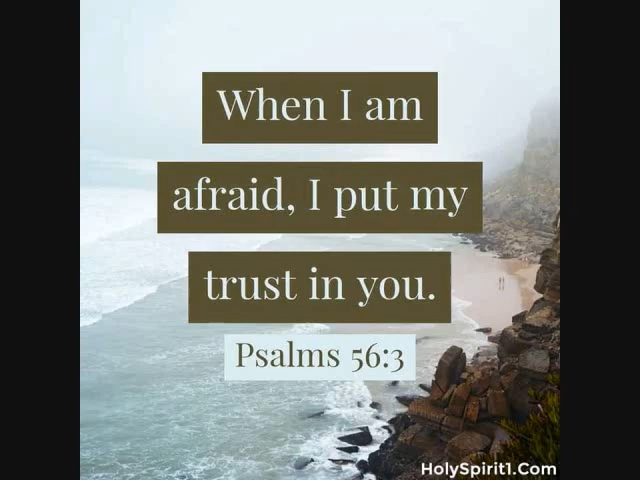 When I am
afraid, I put my
trust in you.
Psalms 56:3
HolySpirit1.Com